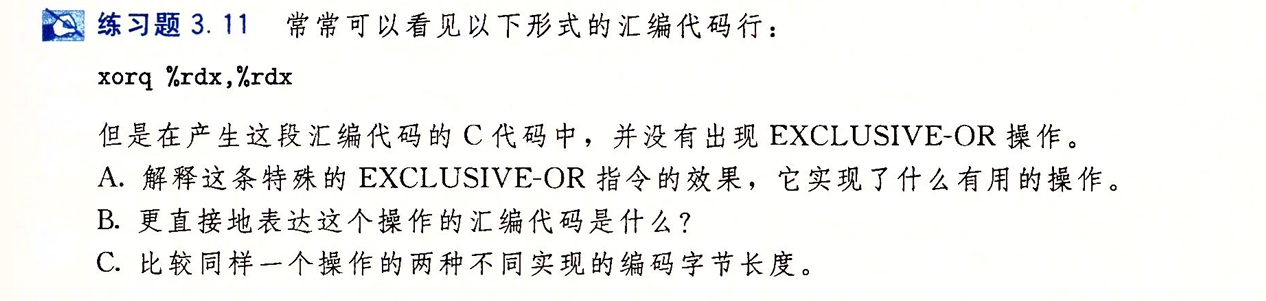 练习题 3.11 常常可以看见以下形式的汇编代码行：
xorq %rdx,%rdx
但是在产生这段汇编代码的 C 代码中，并没有出现 EXCLUSIVE-OR 操作。
A. 解释这条特殊的 EXCLUSIVE-OR 指令的效果，它实现了什么有用的操作。
B. 更直接地表达这个操作的汇编代码是什么？
C. 比较同样一个操作的两种不同实现的编码字节长度。